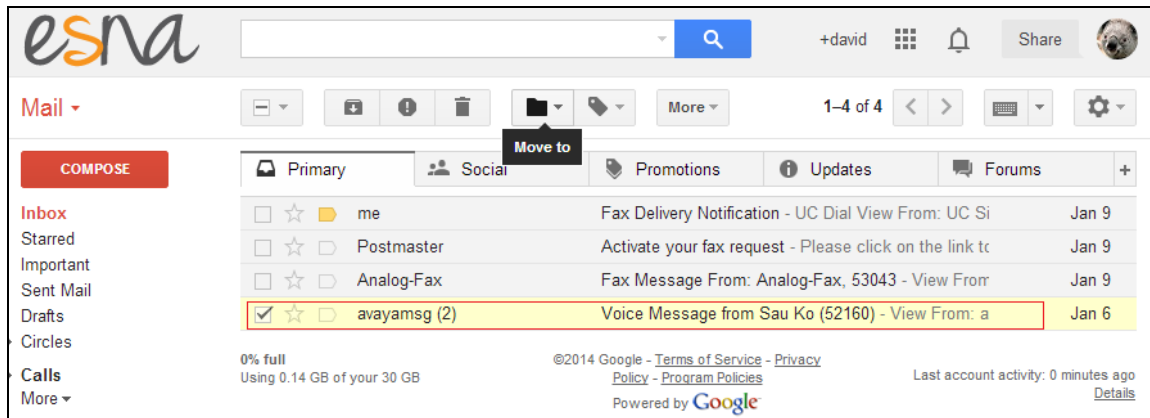 esna
+david Share
Mail More 1–4 of 4
Move to
COMPOSE
Primary Social Promotions Updates Forums +
Inbox
Starred
Important
Sent Mail
Drafts
Circles
Calls
More
me Fax Delivery Notification - UC Dial View From: UC Si Jan 9
Postmaster Activate your fax request - Please click on the link to Jan 9
Analog-Fax Fax Message From: Analog-Fax, 53043 - View From Jan 9
avayamsg (2) Voice Message from Sau Ko (52160) - View From: a Jan 6
0% full
Using 0.14 GB of your 30 GB
©2014 Google - Terms of Service - Privacy
Policy - Program Policies
Powered by Google
Last account activity: 0 minutes ago
Details